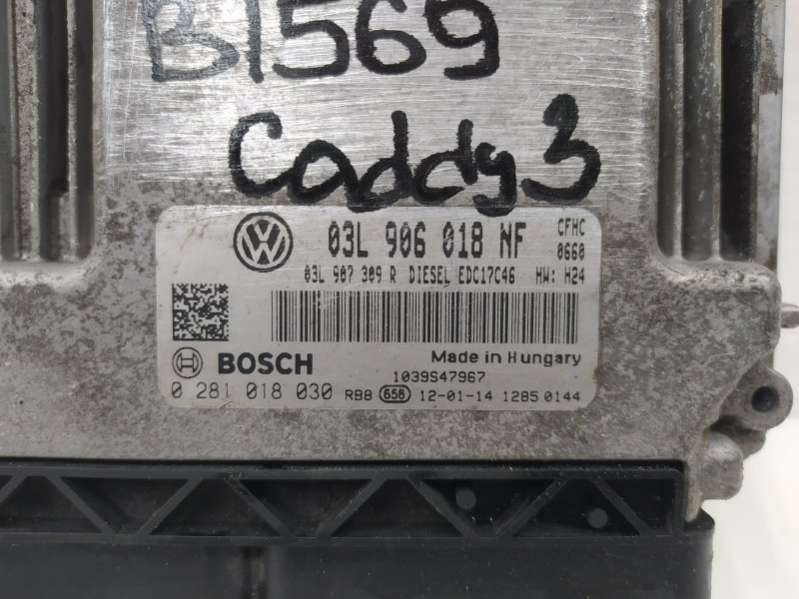 B1569
Caddy3
03L 906 018 NF CFHC
0660
03L 907 309 R DIESEL EDC17C46 HW: H24
BOSCH Made in Hungary
1039S47967
0 281 018 030 RB8 656 12-01-14 1285 0144